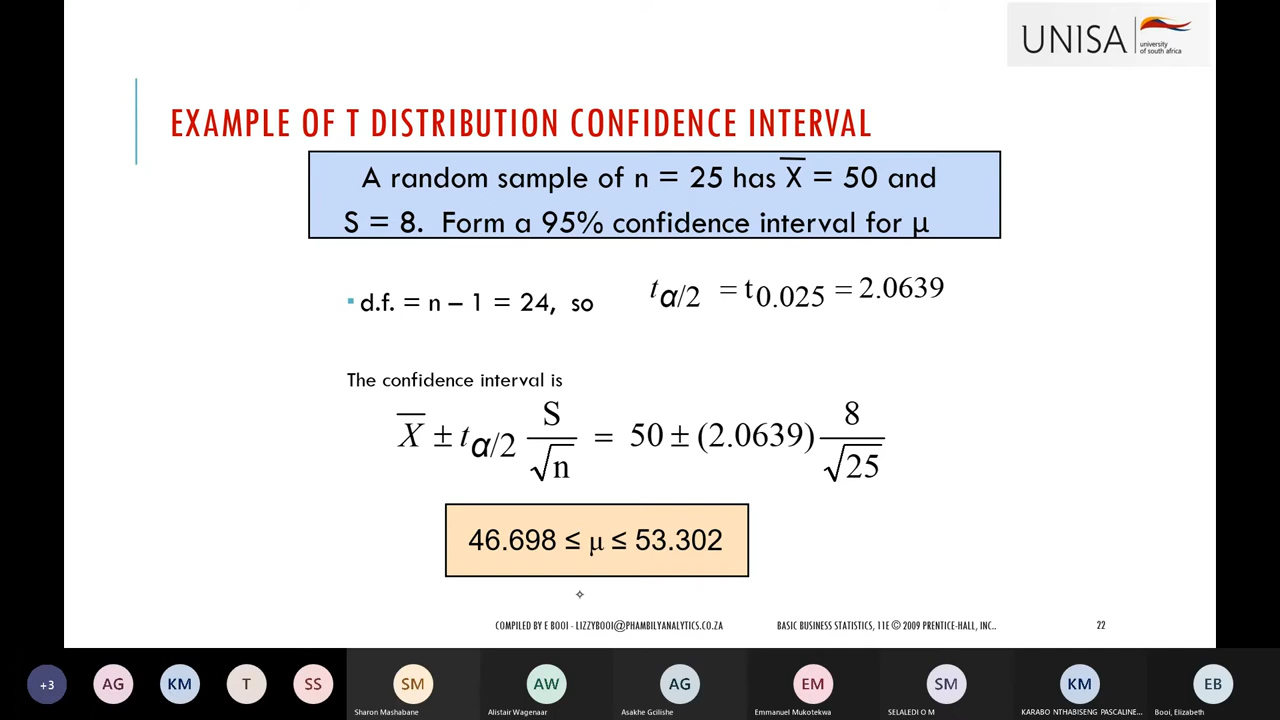 UNISA
university
of south africa
EXAMPLE OF T DISTRIBUTION CONFIDENCE INTERVAL
A random sample of n = 25 has X̅ = 50 and
S = 8. Form a 95% confidence interval for μ
▪ d.f. = n – 1 = 24, so t_α/2 = t_0.025 = 2.0639
The confidence interval is
X̅ ± t_α/2 S/√n = 50 ± (2.0639) 8/√25
46.698 ≤ μ ≤ 53.302
COMPILED BY E BOOI - LIZZYBOOI@PHAMBILYANALYTICS.CO.ZA BASIC BUSINESS STATISTICS, 11E © 2009 PRENTICE-HALL, INC.. 22
+3 AG KM T SS SM AW AG EM SM KM EB
Sharon Mashabane Alistair Wagenaar Asakhe Gcilishe Emmanuel Mukotekwa SELALEDI O M KARABO NTHABISENG PASCALINE... Booi, Elizabeth